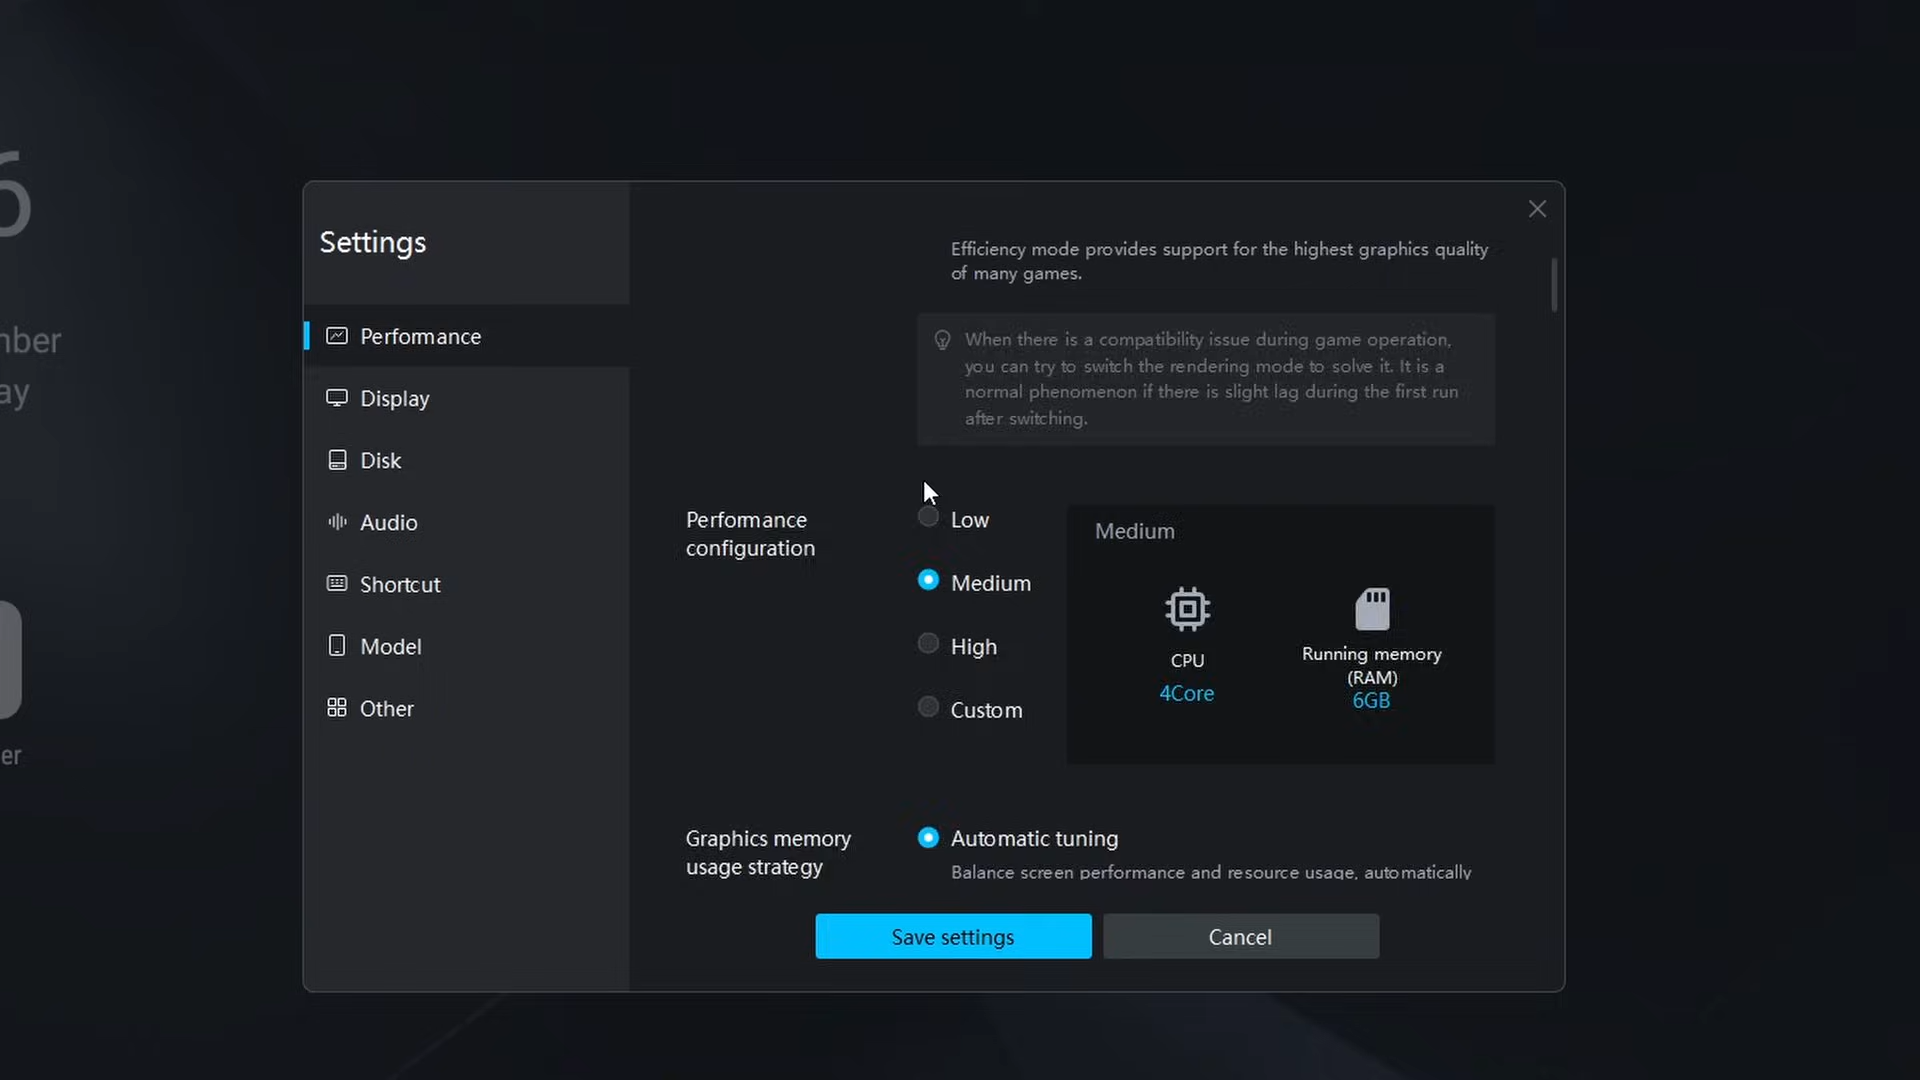 6
nber
ay
er
Settings
Performance
Display
Disk
Audio
Shortcut
Model
Other
Efficiency mode provides support for the highest graphics quality
of many games.
When there is a compatibility issue during game operation,
you can try to switch the rendering mode to solve it. It is a
normal phenomenon if there is slight lag during the first run
after switching.
Performance
configuration
Low
Medium
High
Custom
Medium
CPU
4Core
Running memory
(RAM)
6GB
Graphics memory
usage strategy
Automatic tuning
Balance screen performance and resource usage, automatically
Save settings
Cancel